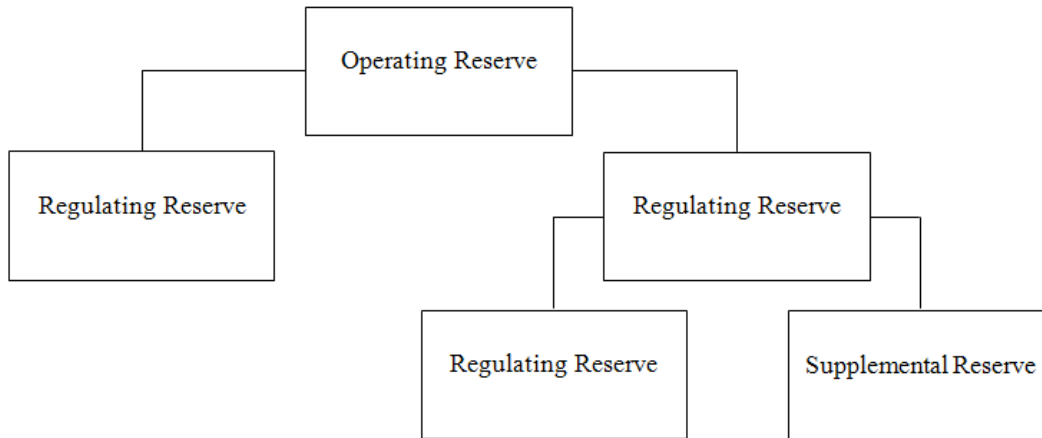 Operating Reserve
Regulating Reserve
Regulating Reserve
Regulating Reserve
Supplemental Reserve